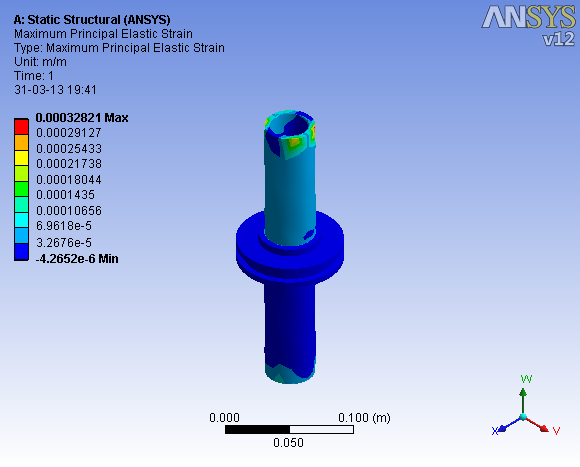 A: Static Structural (ANSYS)
Maximum Principal Elastic Strain
Type: Maximum Principal Elastic Strain
Unit: m/m
Time: 1
31-03-13 19:41
ANSYS
v12
0.00032821 Max
0.00029127
0.00025433
0.00021738
0.00018044
0.0001435
0.00010656
6.9618e-5
3.2676e-5
-4.2652e-6 Min
0.000
0.100 (m)
0.050
W
X
V